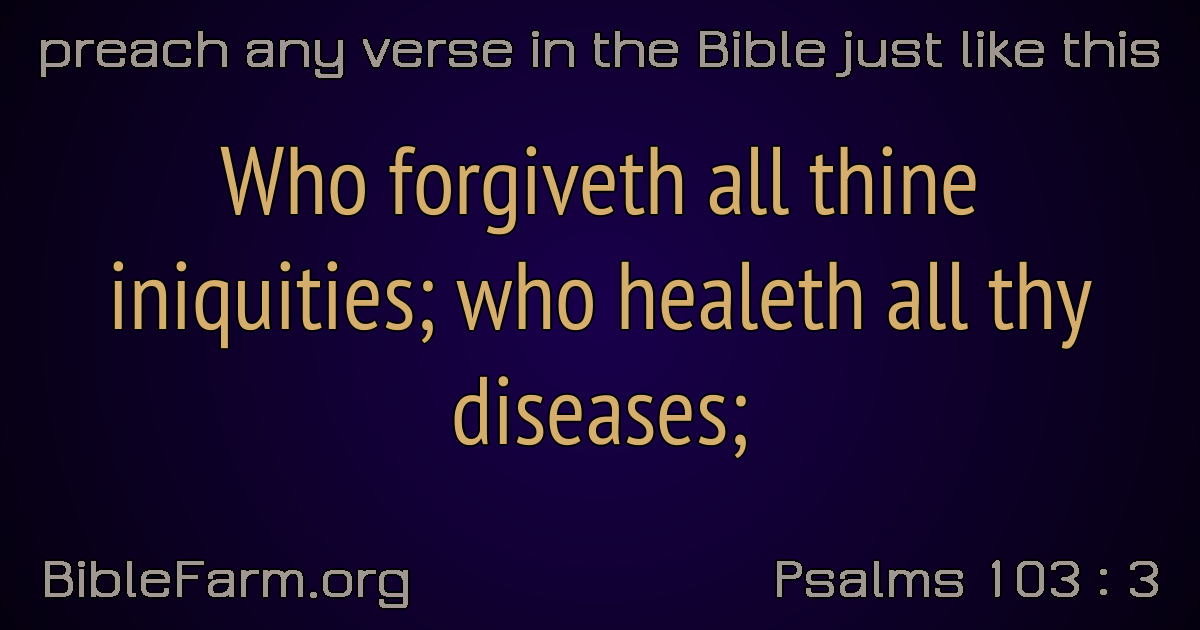 preach any verse in the Bible just like this
Who forgiveth all thine
iniquities; who healeth all thy
diseases;
BibleFarm.org
Psalms 103 : 3